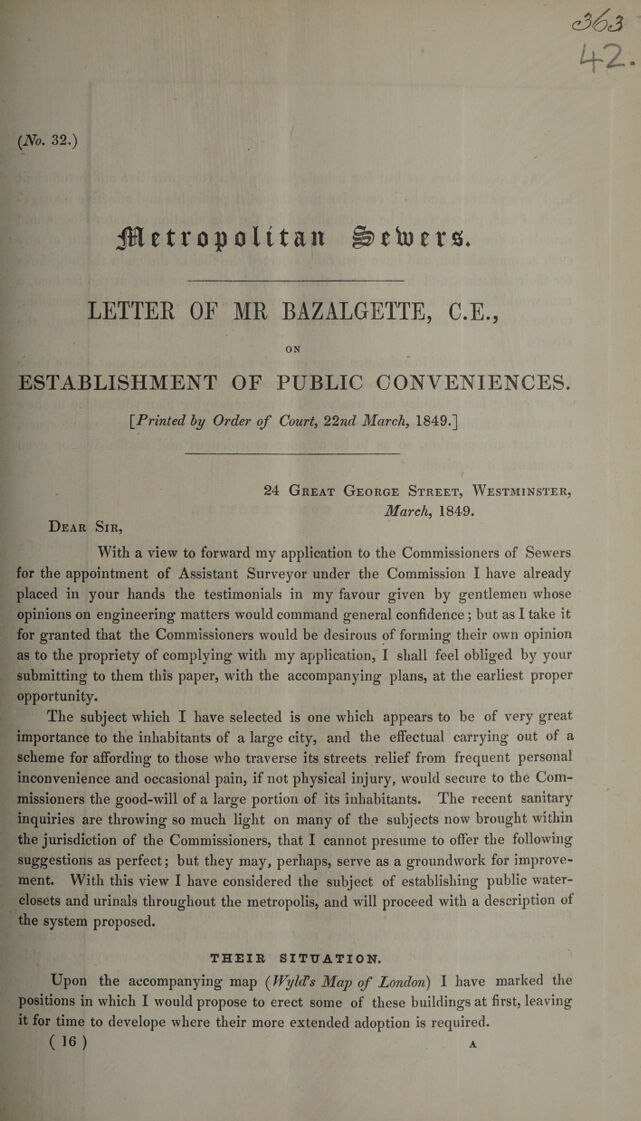 363
42.
(No. 32.)
Metropolitan Sewers.
LETTER OF MR BAZALGETTE, C.E.,
ON
ESTABLISHMENT OF PUBLIC CONVENIENCES.
[Printed by Order of Court, 22nd March, 1849.]
24 GREAT GEORGE STREET, WESTMINSTER,
March, 1849.
DEAR SIR,
With a view to forward my application to the Commissioners of Sewers
for the appointment of Assistant Surveyor under the Commission I have already
placed in your hands the testimonials in my favour given by gentlemen whose
opinions on engineering matters would command general confidence; but as I take it
for granted that the Commissioners would be desirous of forming their own opinion
as to the propriety of complying with my application, I shall feel obliged by your
submitting to them this paper, with the accompanying plans, at the earliest proper
opportunity.
The subject which I have selected is one which appears to be of very great
importance to the inhabitants of a large city, and the effectual carrying out of a
scheme for affording to those who traverse its streets relief from frequent personal
inconvenience and occasional pain, if not physical injury, would secure to the Com-
missioners the good-will of a large portion of its inhabitants. The recent sanitary
inquiries are throwing so much light on many of the subjects now brought within
the jurisdiction of the Commissioners, that I cannot presume to offer the following
suggestions as perfect; but they may, perhaps, serve as a groundwork for improve-
ment. With this view I have considered the subject of establishing public water-
closets and urinals throughout the metropolis, and will proceed with a description of
the system proposed.
THEIR SITUATION.
Upon the accompanying map (Wyld's Map of London) I have marked the
positions in which I would propose to erect some of these buildings at first, leaving
it for time to develope where their more extended adoption is required.
( 16 ) A